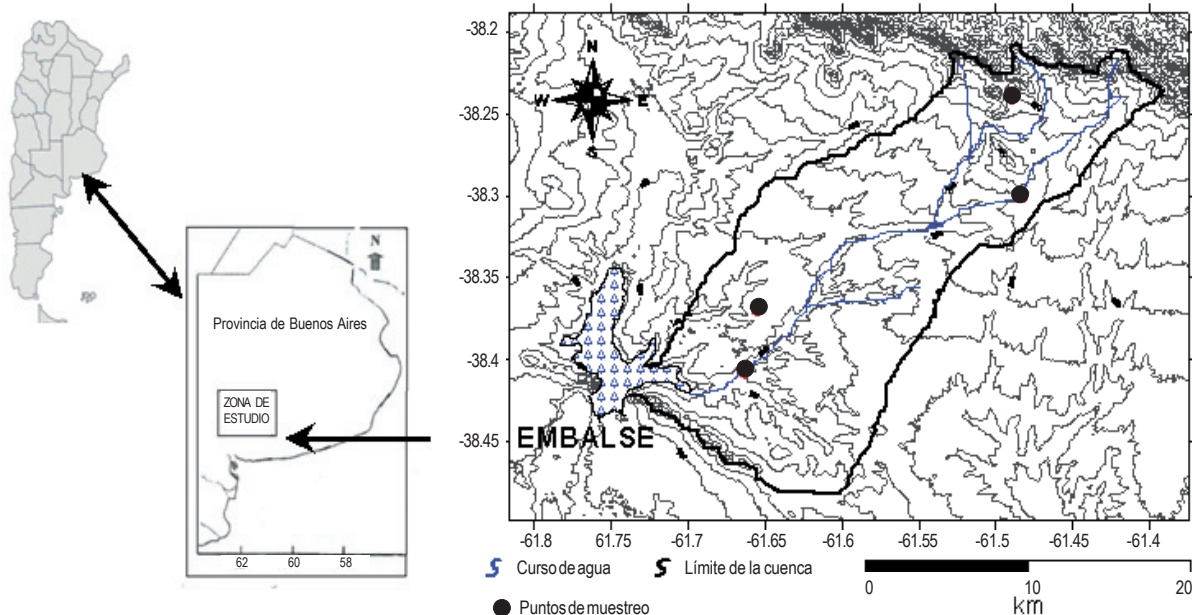 N
Provincia de Buenos Aires
ZONA DE
ESTUDIO
62 60 58
-38.2
-38.25
-38.3
-38.35
-38.4
-38.45
N
W E
S
EMBALSE
-61.8 -61.75 -61.7 -61.65 -61.6 -61.55 -61.5 -61.45 -61.4
Curso de agua Límite de la cuenca
Puntos de muestreo
0 10 20
km